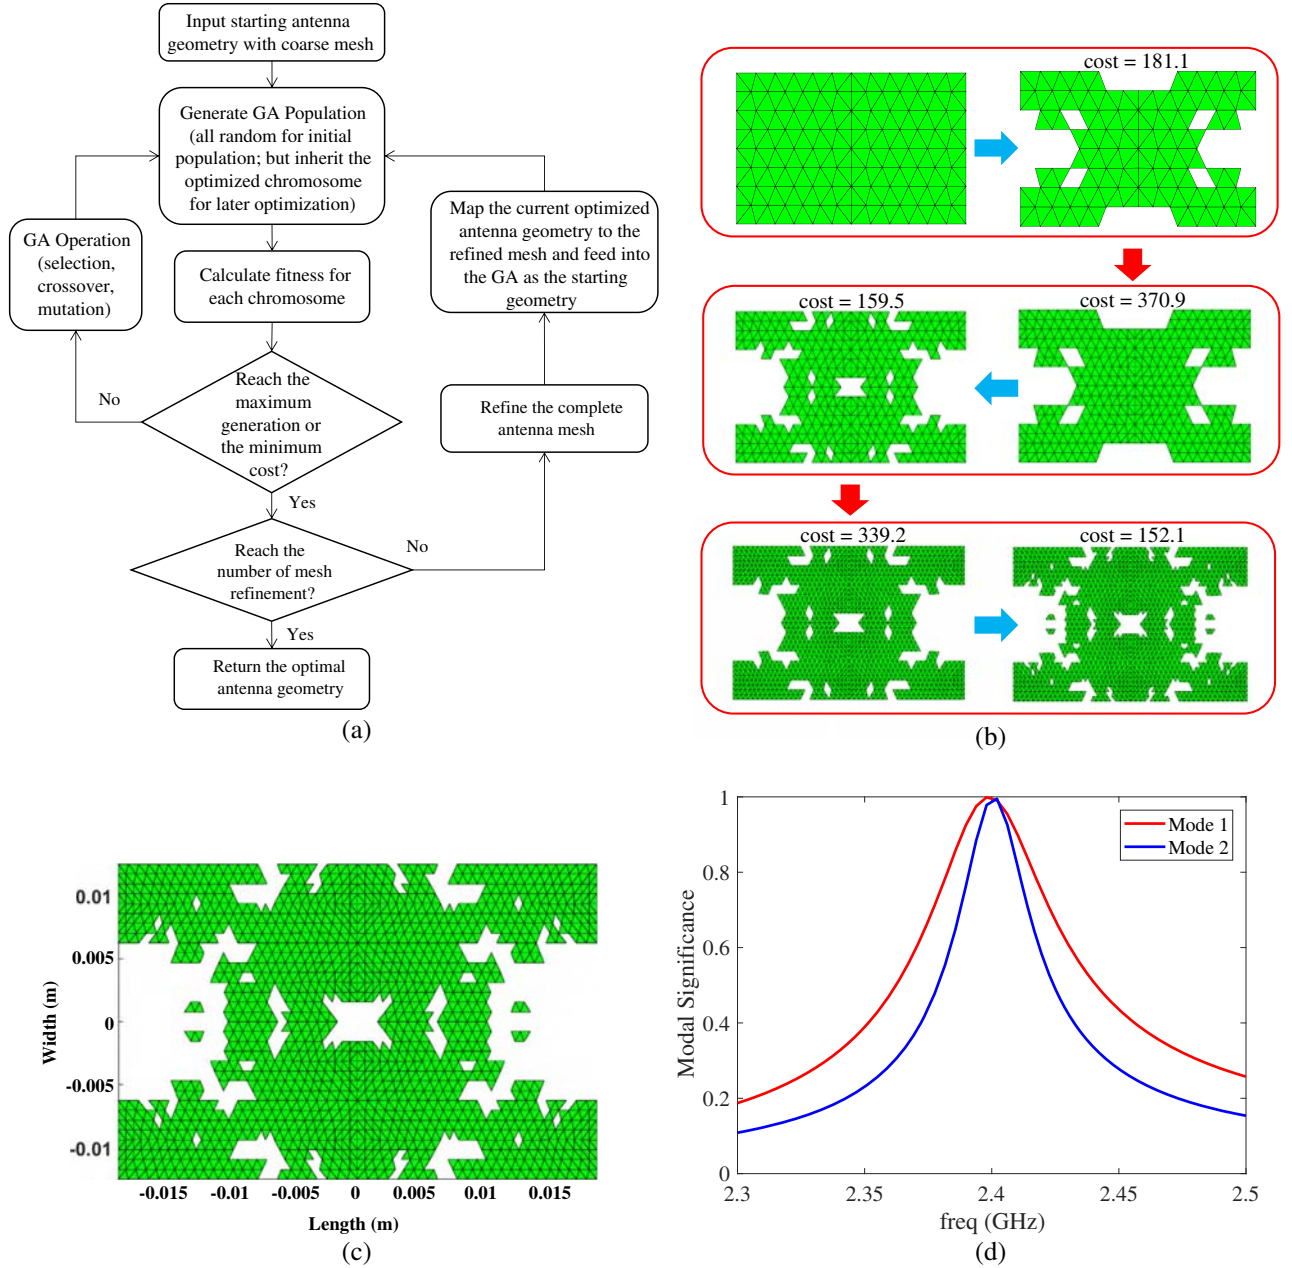 Input starting antenna
geometry with coarse mesh
Generate GA Population
(all random for initial
population; but inherit the
optimized chromosome
for later optimization)
GA Operation
(selection,
crossover,
mutation)
Calculate fitness for
each chromosome
Map the current optimized
antenna geometry to the
refined mesh and feed into
the GA as the starting
geometry
Reach the
maximum
generation or
the minimum
cost?
No
Refine the complete
antenna mesh
Yes
Reach the
number of mesh
refinement?
No
Yes
Return the optimal
antenna geometry
(a)
cost = 181.1
cost = 159.5
cost = 370.9
cost = 339.2
cost = 152.1
(b)
0.01
0.005
0
-0.005
-0.01
Width (m)
-0.015 -0.01 -0.005 0 0.005 0.01 0.015
Length (m)
(c)
1
0.8
0.6
0.4
0.2
0
Modal Significance
Mode 1
Mode 2
2.3 2.35 2.4 2.45 2.5
freq (GHz)
(d)